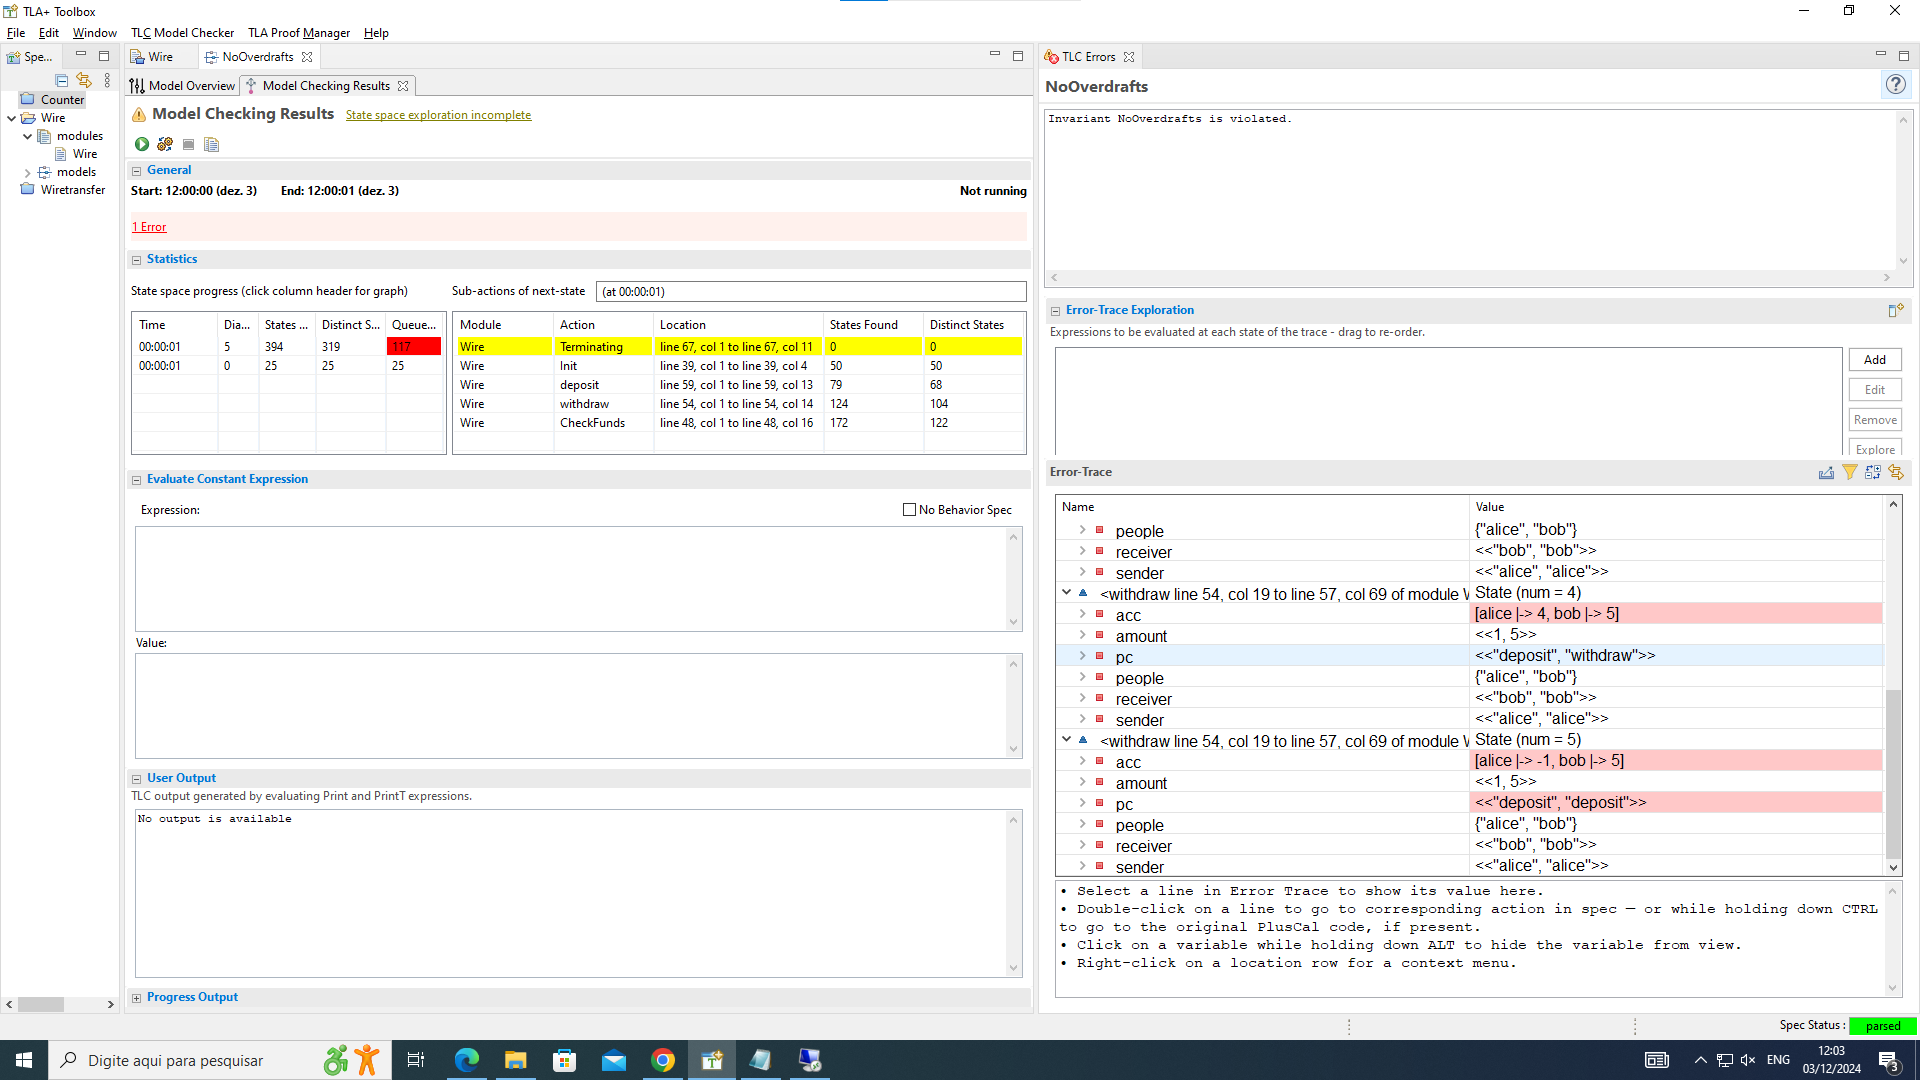 TLA+ Toolbox
File Edit Window TLC Model Checker TLA Proof Manager Help
Spe...
Counter
Wire
modules
Wire
models
Wiretransfer
Wire
NoOverdrafts
Model Overview
Model Checking Results
Model Checking Results
State space exploration incomplete
General
Start: 12:00:00 (dez. 3) End: 12:00:01 (dez. 3) Not running
1 Error
Statistics
State space progress (click column header for graph)
Sub-actions of next-state
(at 00:00:01)
Time Dia... States ... Distinct S... Queue...
00:00:01 5 394 319 117
00:00:01 0 25 25 25
Module Action Location States Found Distinct States
Wire Terminating line 67, col 1 to line 67, col 11 0 0
Wire Init line 39, col 1 to line 39, col 4 50 50
Wire deposit line 59, col 1 to line 59, col 13 79 68
Wire withdraw line 54, col 1 to line 54, col 14 124 104
Wire CheckFunds line 48, col 1 to line 48, col 16 172 122
Evaluate Constant Expression
Expression:
No Behavior Spec
Value:
User Output
TLC output generated by evaluating Print and PrintT expressions.
No output is available
Progress Output
TLC Errors
NoOverdrafts
Invariant NoOverdrafts is violated.
Error-Trace Exploration
Expressions to be evaluated at each state of the trace - drag to re-order.
Add
Edit
Remove
Explore
Error-Trace
Name Value
people {"alice", "bob"}
receiver <<"bob", "bob">>
sender <<"alice", "alice">>
<withdraw line 54, col 19 to line 57, col 69 of module W State (num = 4)
acc [alice |-> 4, bob |-> 5]
amount <<1, 5>>
pc <<"deposit", "withdraw">>
people {"alice", "bob"}
receiver <<"bob", "bob">>
sender <<"alice", "alice">>
<withdraw line 54, col 19 to line 57, col 69 of module W State (num = 5)
acc [alice |-> -1, bob |-> 5]
amount <<1, 5>>
pc <<"deposit", "deposit">>
people {"alice", "bob"}
receiver <<"bob", "bob">>
sender <<"alice", "alice">>
• Select a line in Error Trace to show its value here.
• Double-click on a line to go to corresponding action in spec — or while holding down CTRL
to go to the original PlusCal code, if present.
• Click on a variable while holding down ALT to hide the variable from view.
• Right-click on a location row for a context menu.
Spec Status : parsed
Digite aqui para pesquisar
ENG
12:03
03/12/2024
3